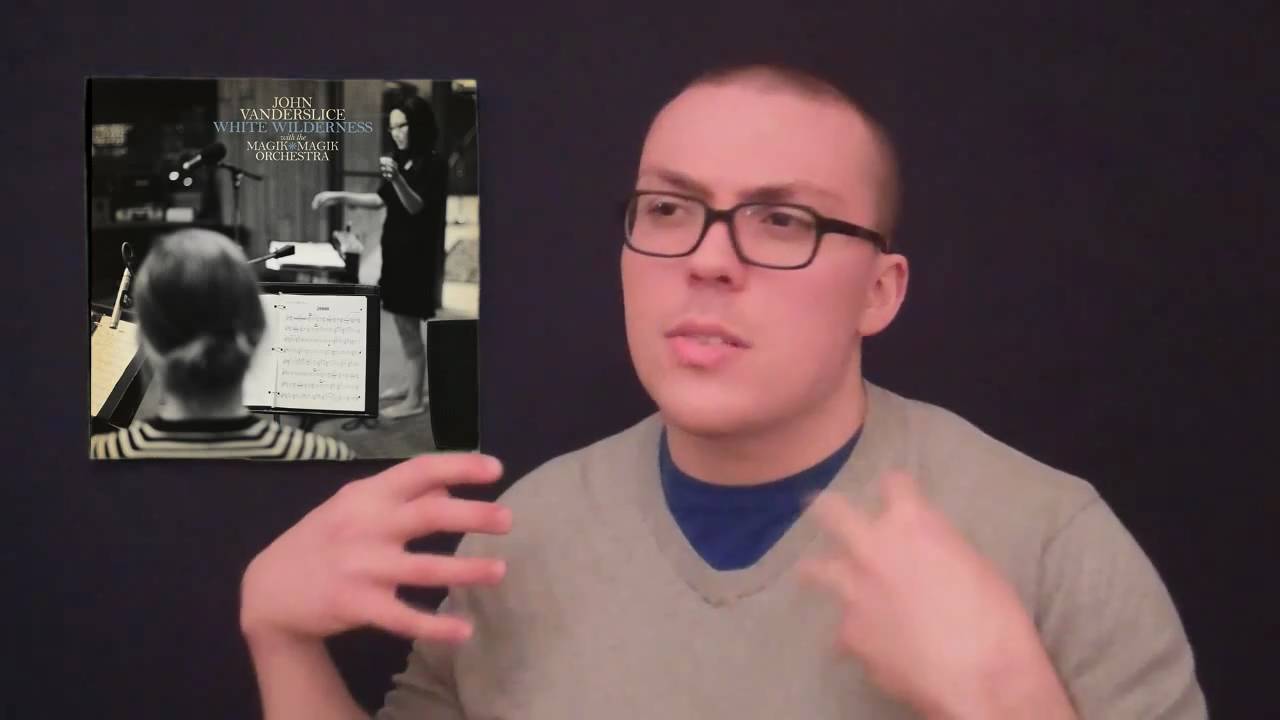 JOHN
VANDERSLICE
WHITE WILDERNESS
with the
MAGIK*MAGIK
ORCHESTRA